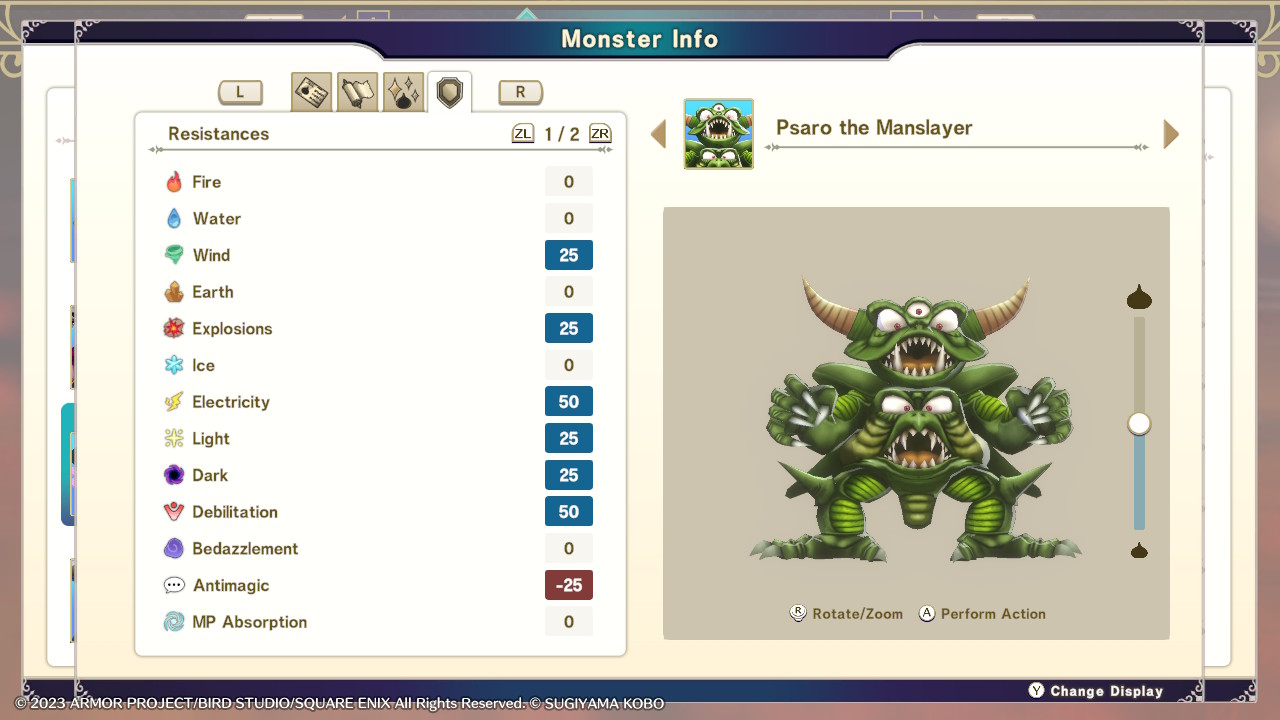 Monster Info
L
R
Resistances
ZL 1 / 2 ZR
Psaro the Manslayer
Fire 0
Water 0
Wind 25
Earth 0
Explosions 25
Ice 0
Electricity 50
Light 25
Dark 25
Debilitation 50
Bedazzlement 0
Antimagic -25
MP Absorption 0
R Rotate/Zoom A Perform Action
Y Change Display
© 2023 ARMOR PROJECT/BIRD STUDIO/SQUARE ENIX All Rights Reserved. © SUGIYAMA KOBO